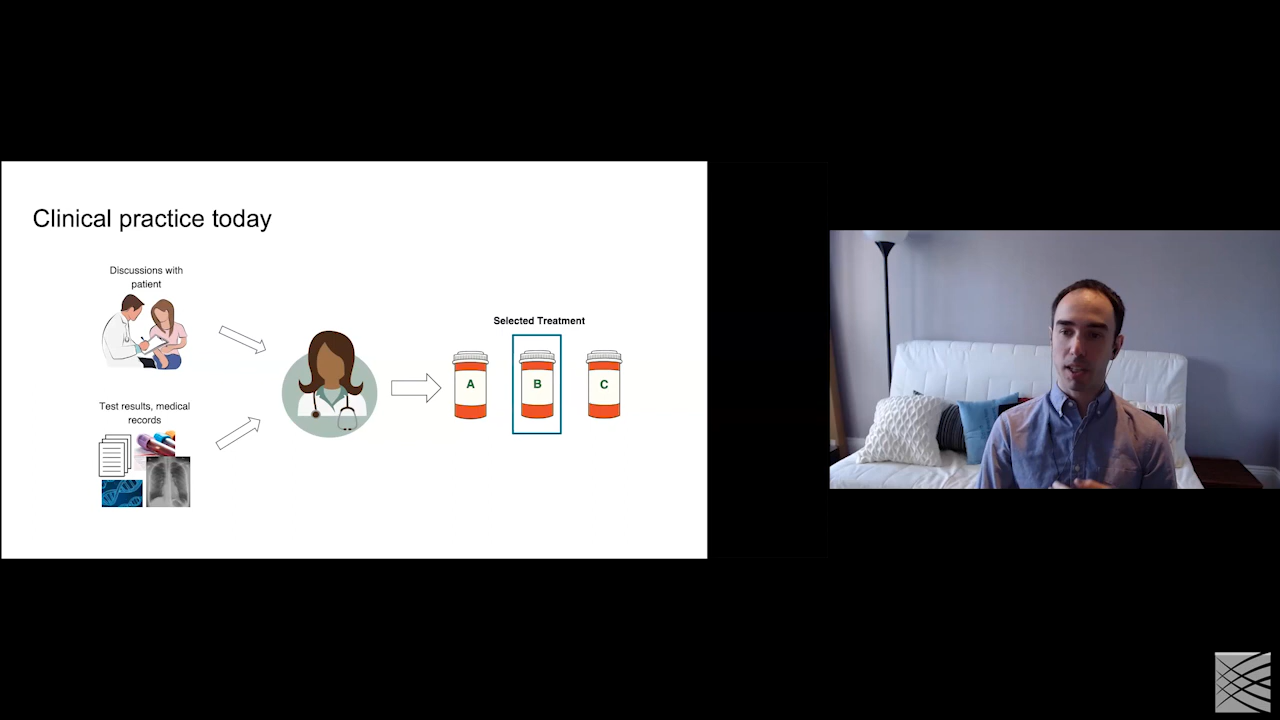 Clinical practice today
Discussions with
patient
Test results, medical
records
Selected Treatment
A
B
C